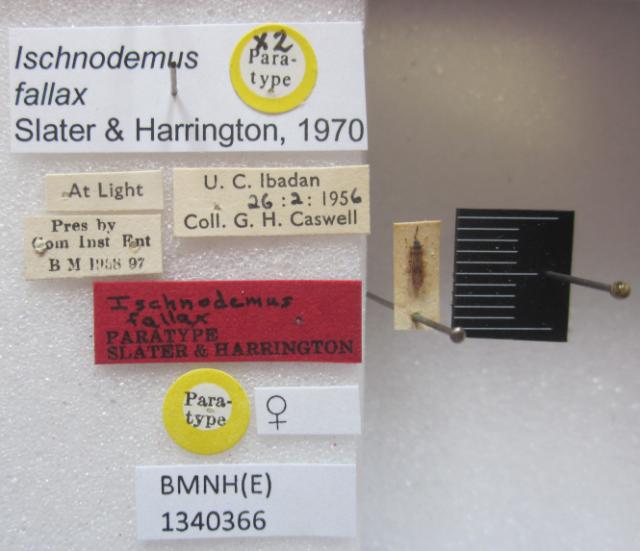 Ischnodemus
fallax
Slater & Harrington, 1970
x2
Para-
type
At Light
U. C. Ibadan
26 : 2 : 1956
Coll. G. H. Caswell
Pres by
Com Inst Ent
B M 1958 97
Ischnodemus
fallax
PARATYPE
SLATER & HARRINGTON
Para-
type
♀
BMNH(E)
1340366